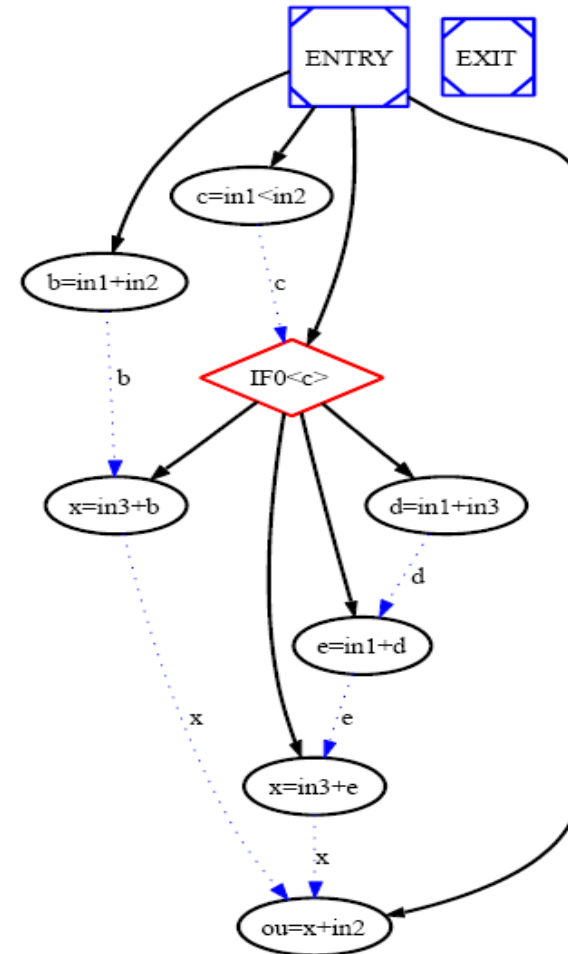 ENTRY
EXIT
c=in1<in2
b=in1+in2
c
b
IF0<c>
x=in3+b
d=in1+in3
d
e=in1+d
x
e
x=in3+e
x
ou=x+in2